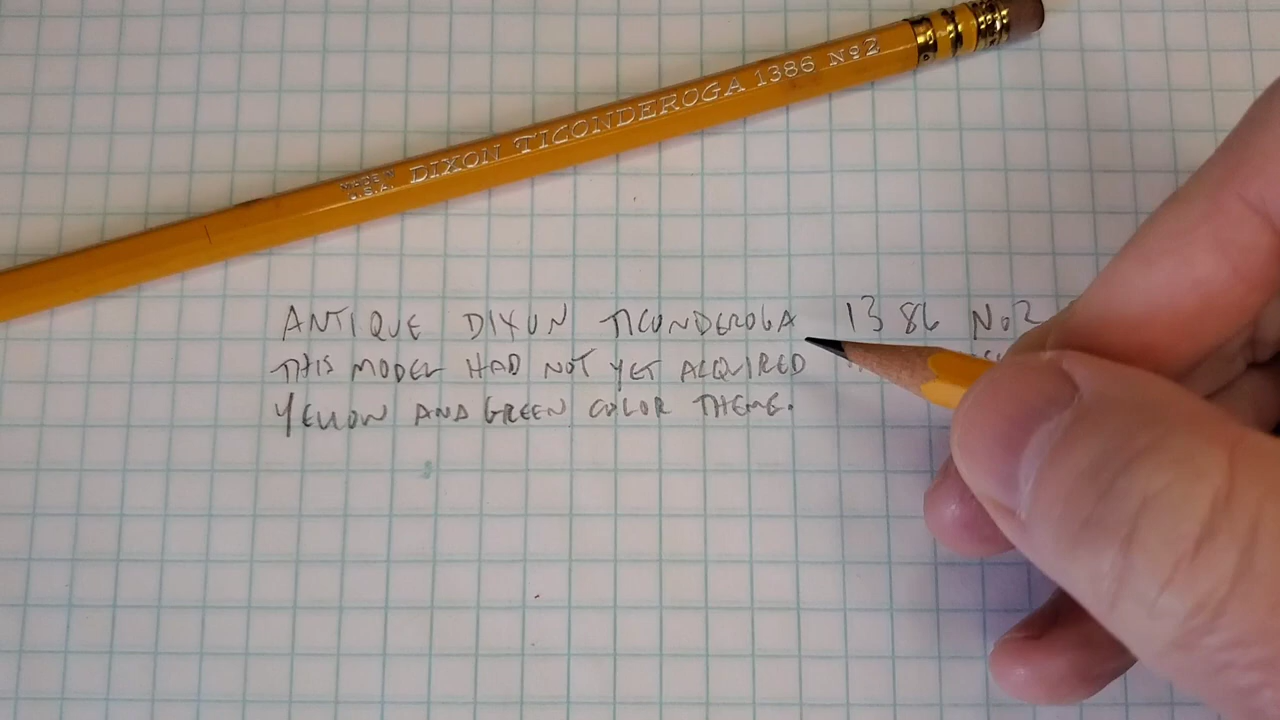 MADE IN
U.S.A.
DIXON TICONDEROGA 1386 Nº2
ANTIQUE DIXON TICONDEROGA 1386 No2
THIS MODEL HAD NOT YET ACQUIRED
YELLOW AND GREEN COLOR THEME.